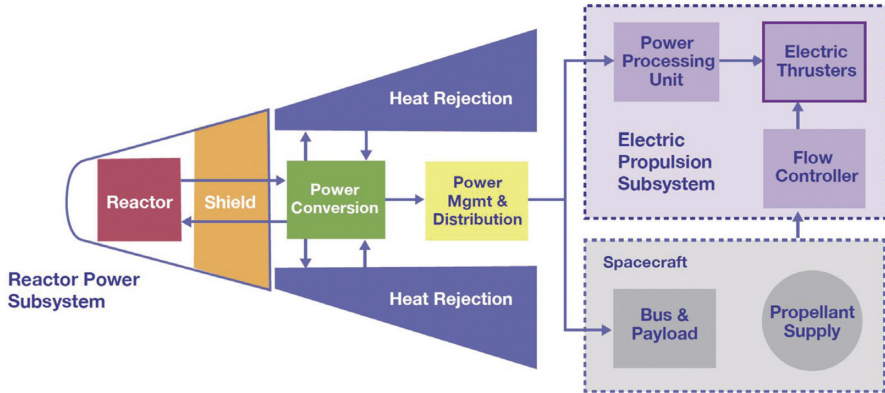 Heat Rejection
Reactor
Shield
Power
Conversion
Power
Mgmt &
Distribution
Reactor Power
Subsystem
Heat Rejection
Power
Processing
Unit
Electric
Thrusters
Electric
Propulsion
Subsystem
Flow
Controller
Spacecraft
Bus &
Payload
Propellant
Supply